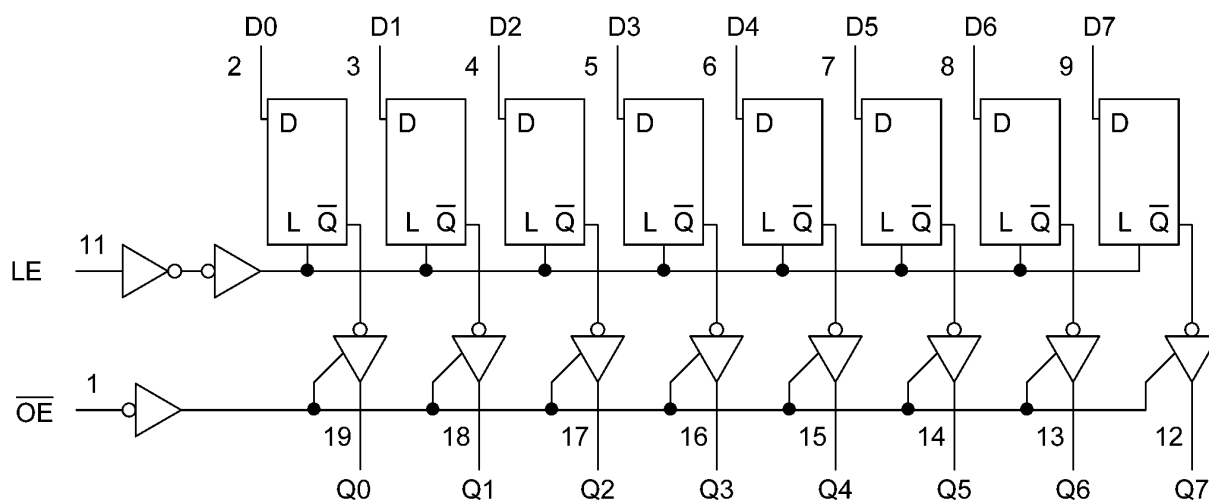 D0 D1 D2 D3 D4 D5 D6 D7
2 3 4 5 6 7 8 9
D D D D D D D D
L Q̅ L Q̅ L Q̅ L Q̅ L Q̅ L Q̅ L Q̅ L Q̅
11
LE
1
O̅E̅
19 18 17 16 15 14 13 12
Q0 Q1 Q2 Q3 Q4 Q5 Q6 Q7